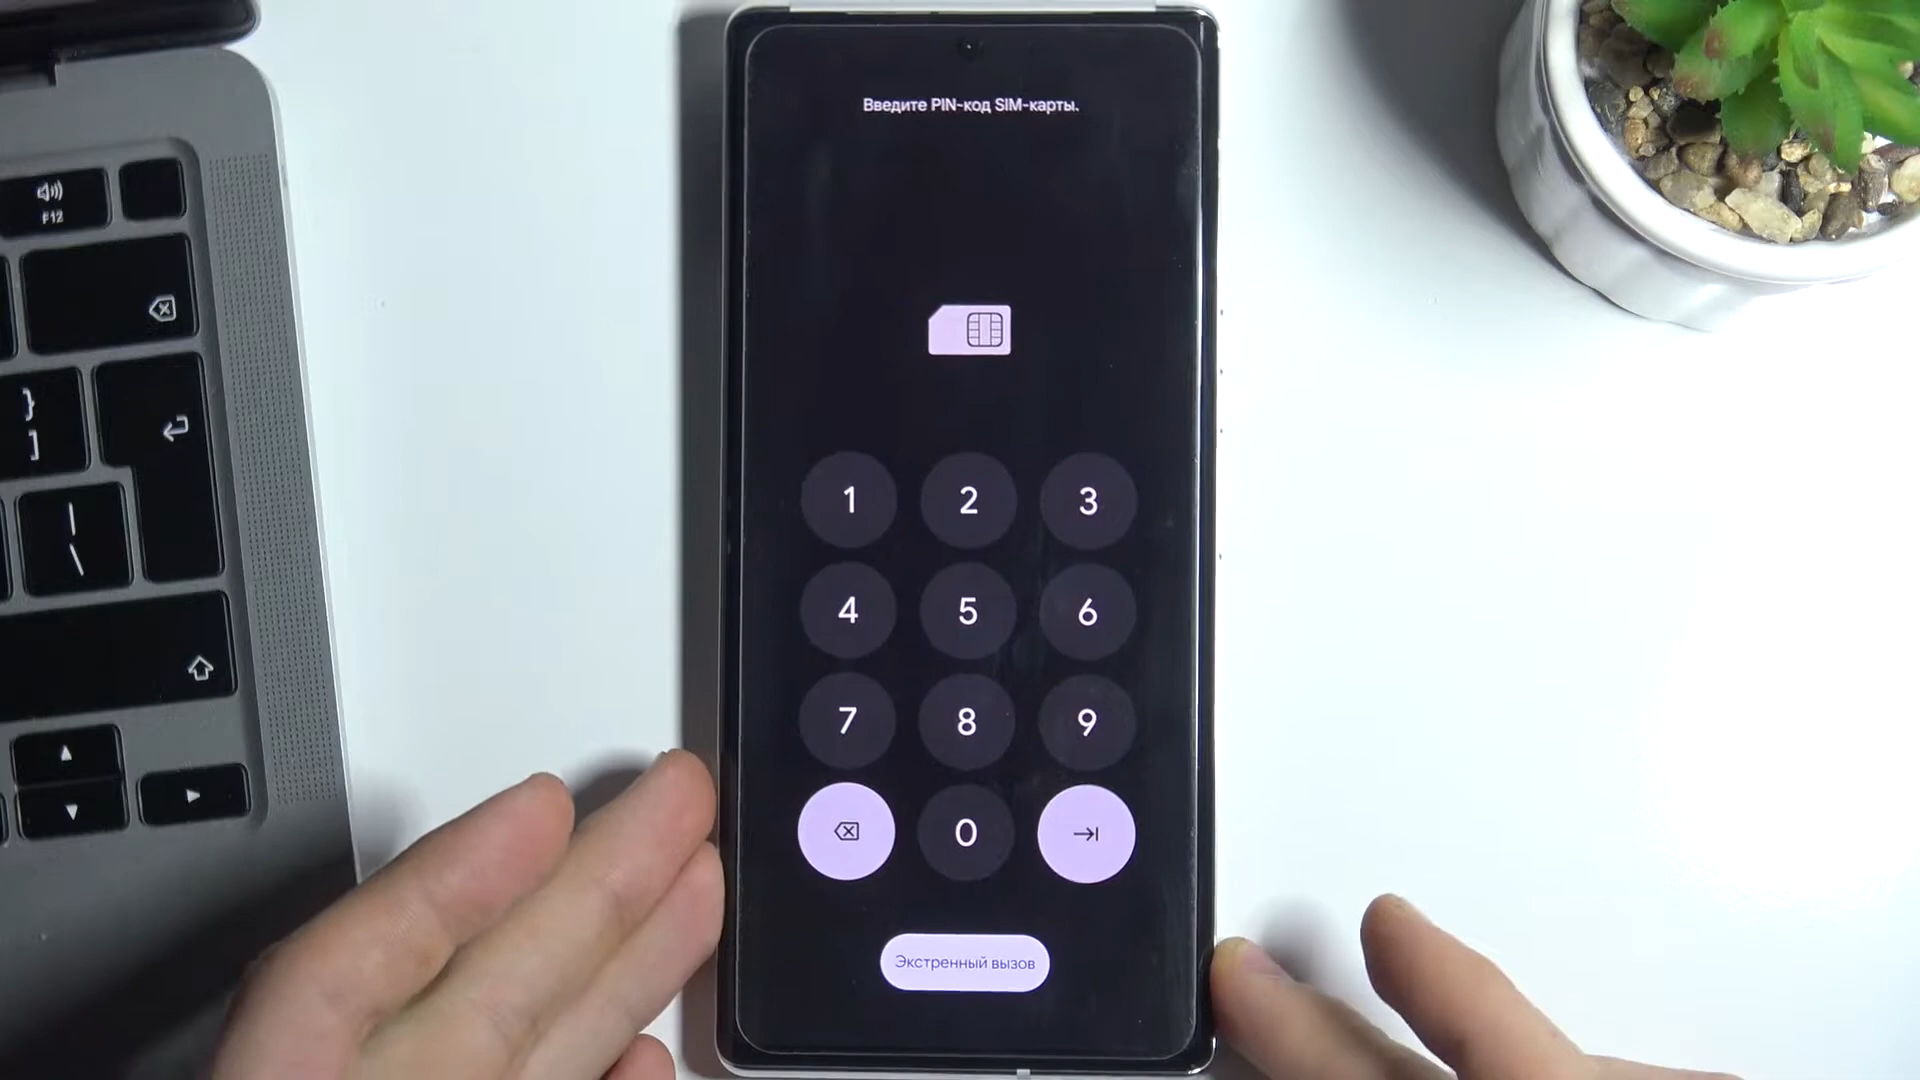 Введите PIN-код SIM-карты.
F12
}
]
|
\
1 2 3
4 5 6
7 8 9
0
Экстренный вызов